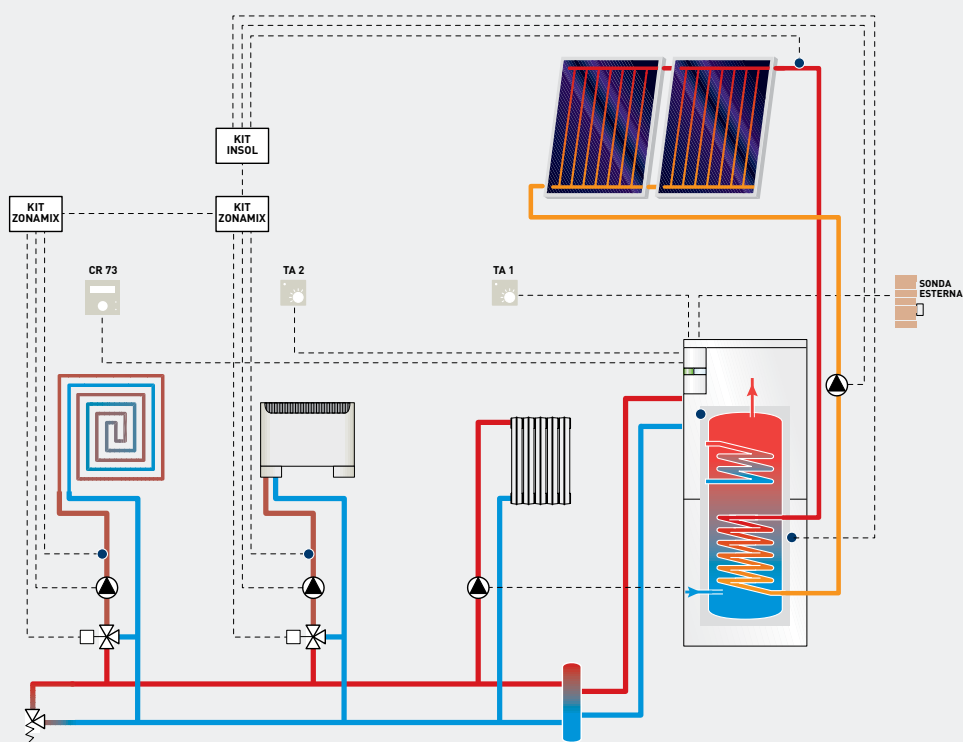 KIT
INSOL
KIT
ZONAMIX
KIT
ZONAMIX
CR 73
TA 2
TA 1
SONDA
ESTERNA